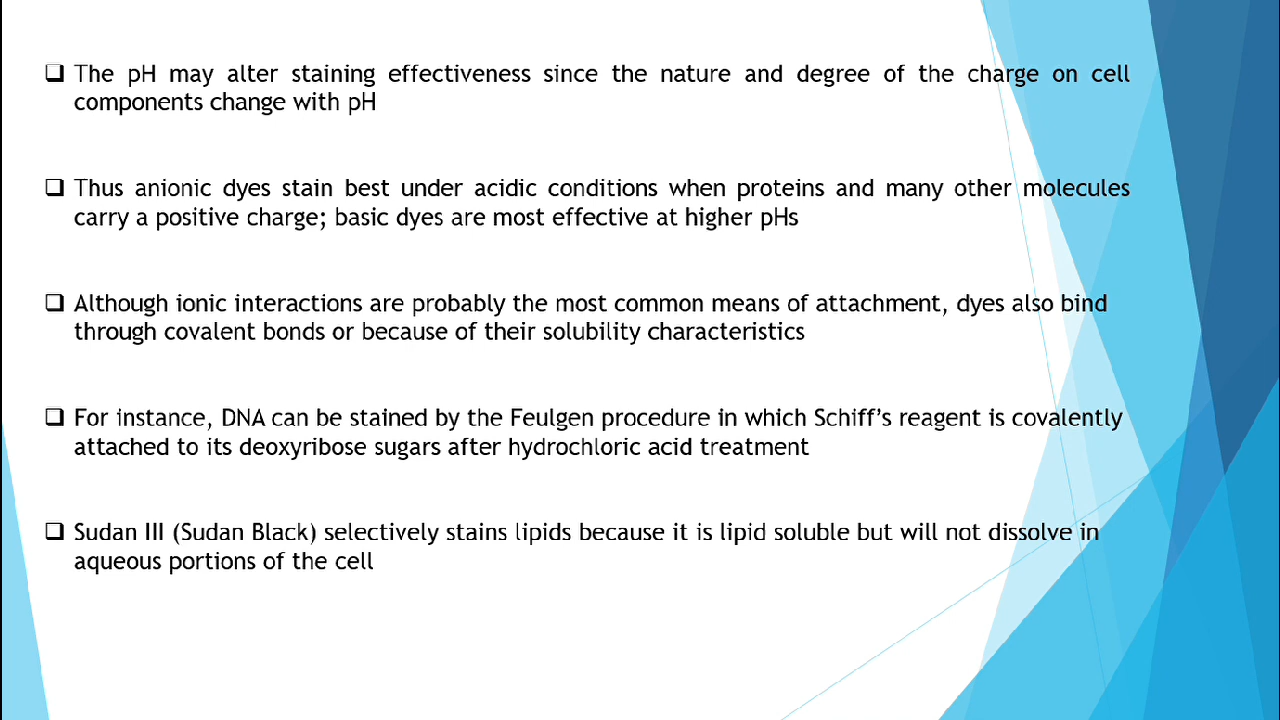 ❑ The pH may alter staining effectiveness since the nature and degree of the charge on cell
components change with pH
❑ Thus anionic dyes stain best under acidic conditions when proteins and many other molecules
carry a positive charge; basic dyes are most effective at higher pHs
❑ Although ionic interactions are probably the most common means of attachment, dyes also bind
through covalent bonds or because of their solubility characteristics
❑ For instance, DNA can be stained by the Feulgen procedure in which Schiff’s reagent is covalently
attached to its deoxyribose sugars after hydrochloric acid treatment
❑ Sudan III (Sudan Black) selectively stains lipids because it is lipid soluble but will not dissolve in
aqueous portions of the cell